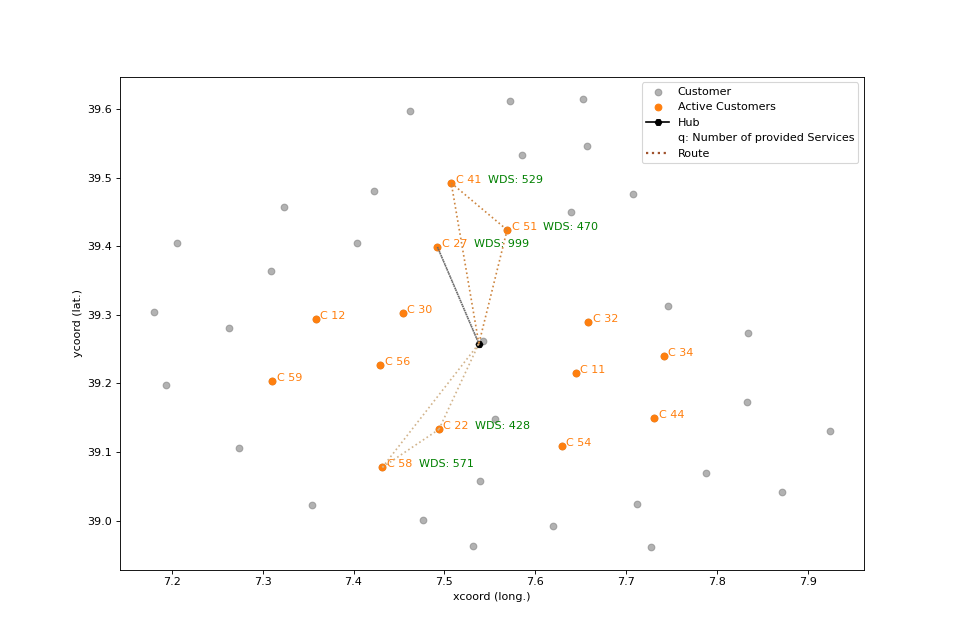 Customer
Active Customers
Hub
q: Number of provided Services
Route
39.6
39.5
39.4
39.3
39.2
39.1
39.0
ycoord (lat.)
C 41 WDS: 529
C 51 WDS: 470
C 27 WDS: 999
C 12
C 30
C 32
C 34
C 56
C 11
C 59
C 44
C 22 WDS: 428
C 54
C 58 WDS: 571
7.2 7.3 7.4 7.5 7.6 7.7 7.8 7.9
xcoord (long.)